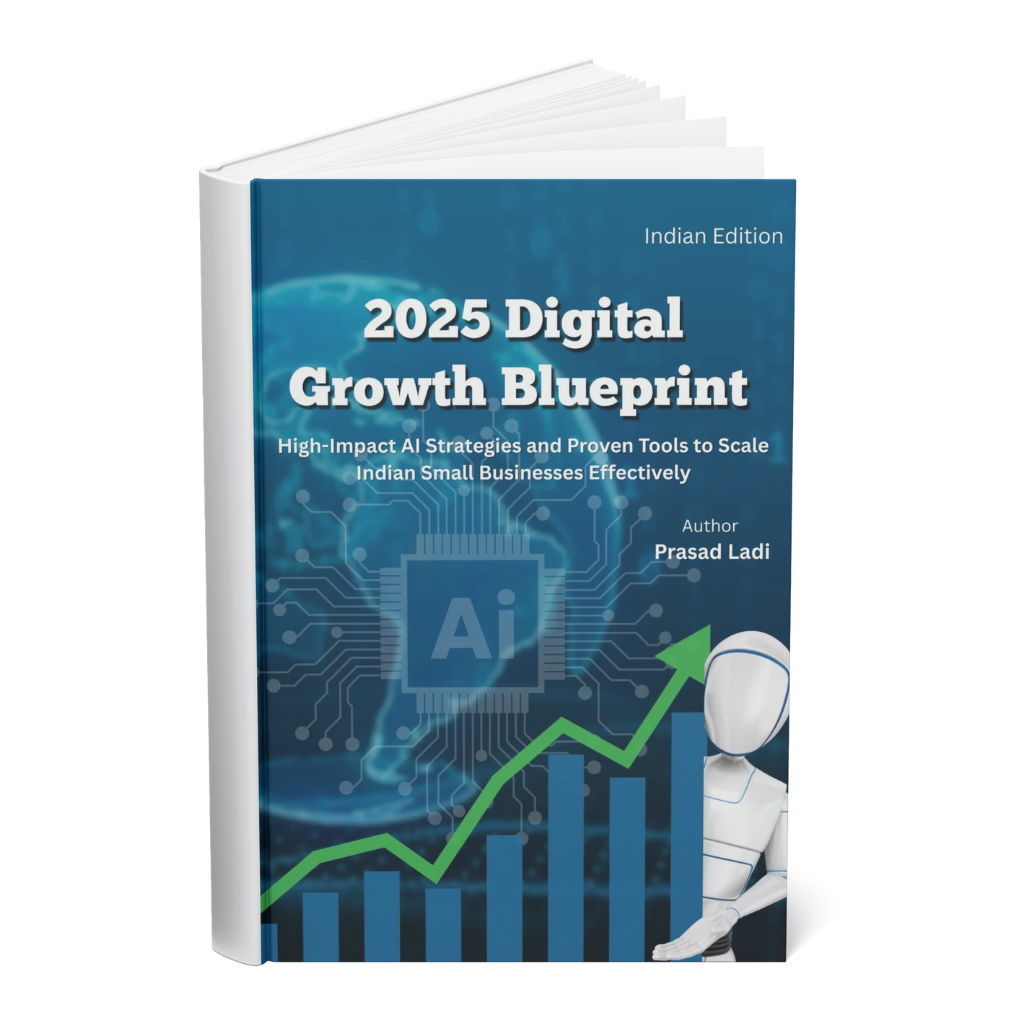 Indian Edition
2025 Digital
Growth Blueprint
High-Impact AI Strategies and Proven Tools to Scale
Indian Small Businesses Effectively
Author
Prasad Ladi
Ai